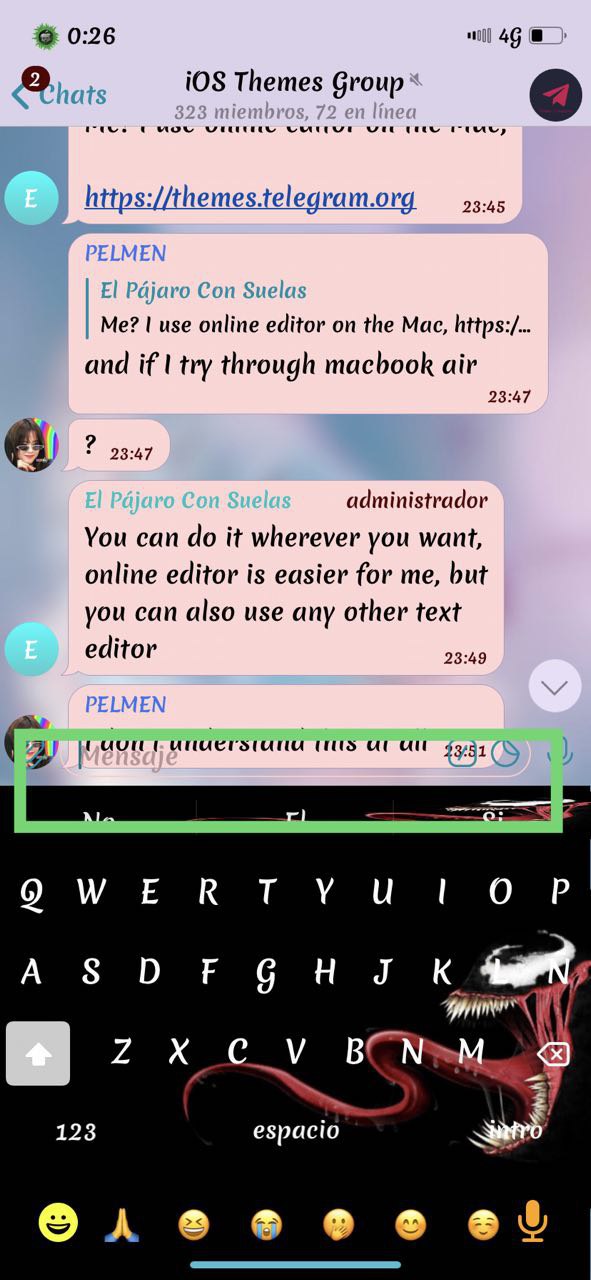 0:26
4G
2
Chats
iOS Themes Group
323 miembros, 72 en línea
Me? I use online editor on the Mac,
https://themes.telegram.org
23:45
E
PELMEN
El Pájaro Con Suelas
Me? I use online editor on the Mac, https:/...
and if I try through macbook air
23:47
?
23:47
El Pájaro Con Suelas
administrador
You can do it wherever you want,
online editor is easier for me, but
you can also use any other text
editor
23:49
E
PELMEN
I don't understand this at all
23:51
Mensaje
No
El
Si
Q W E R T Y U I O P
A S D F G H J K L Ñ
Z X C V B N M
123
espacio
intro